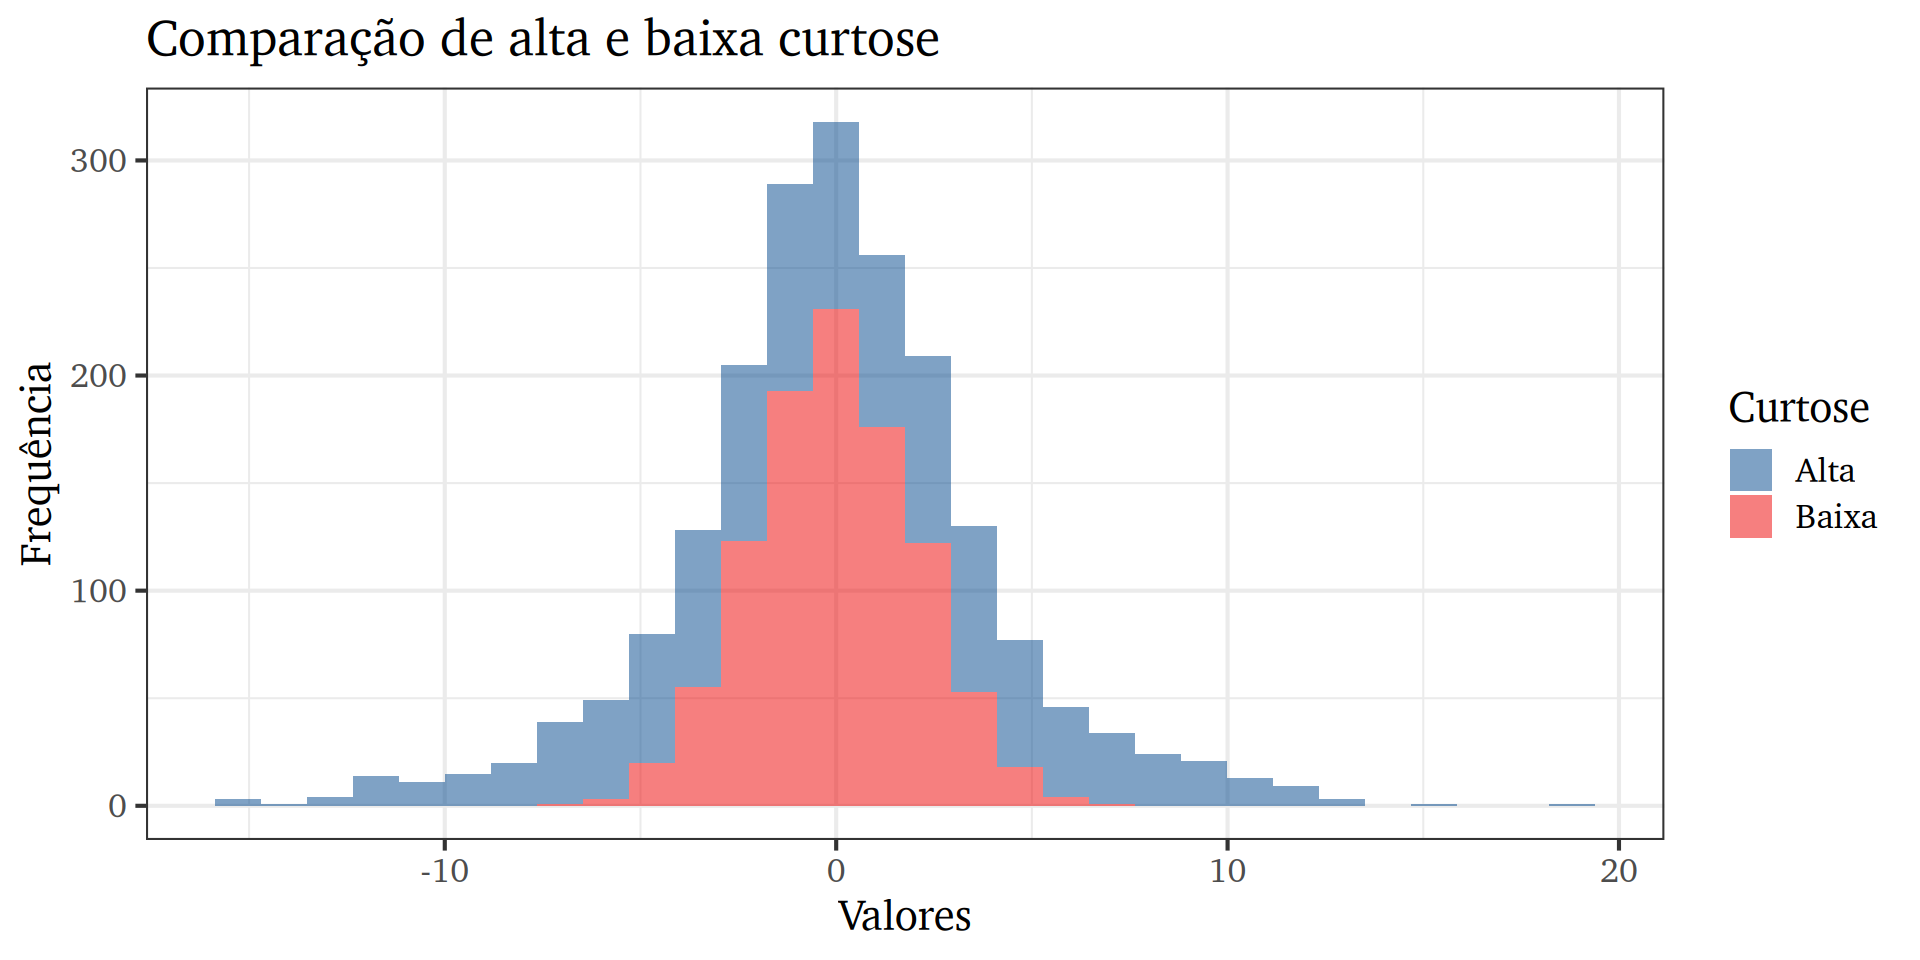 Comparação de alta e baixa curtose
Frequência
300
200
100
0
-10
0
10
20
Valores
Curtose
Alta
Baixa